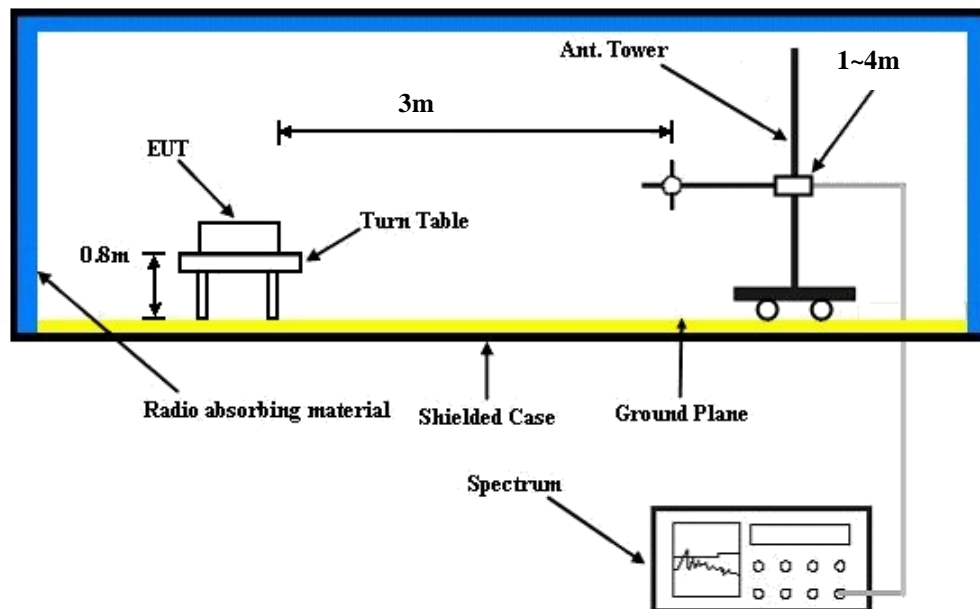 Ant. Tower
1~4m
3m
EUT
Turn Table
0.8m
Radio absorbing material
Shielded Case
Ground Plane
Spectrum